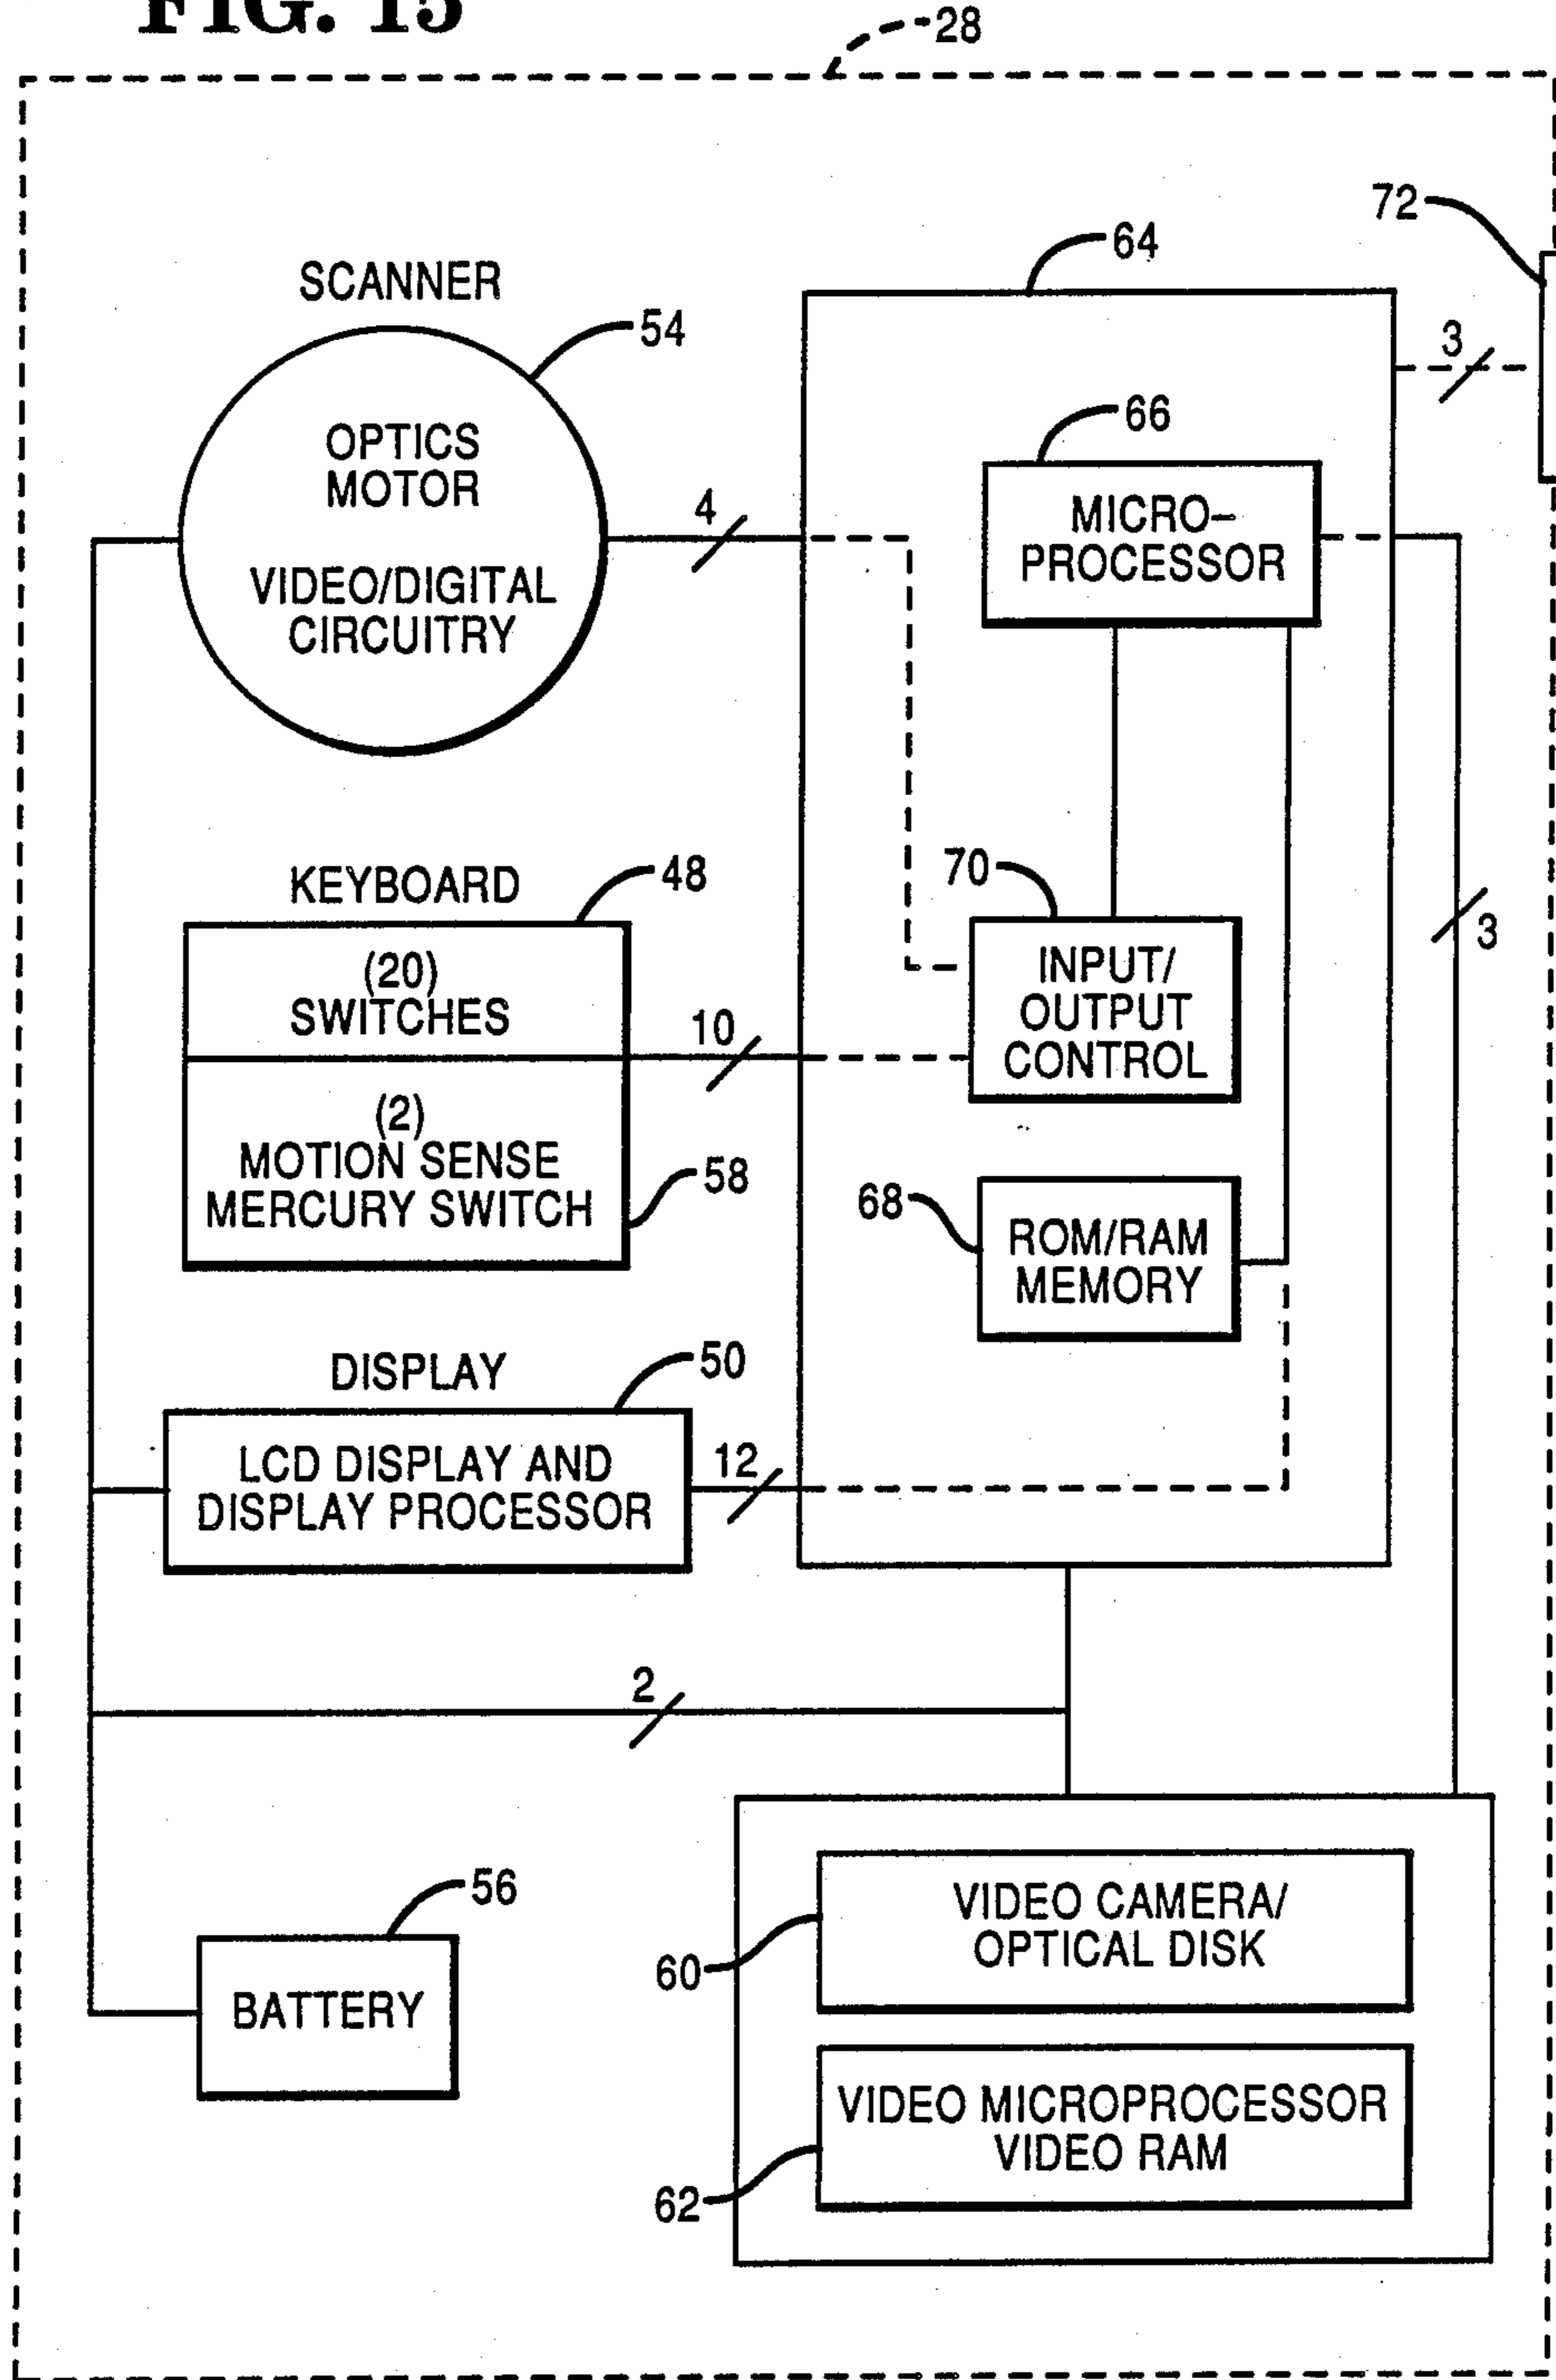 FIG. 15
28
72
64
SCANNER
54
3
OPTICS
MOTOR
VIDEO/DIGITAL
CIRCUITRY
4
66
MICRO–
PROCESSOR
KEYBOARD
48
70
3
(20)
SWITCHES
10
INPUT/
OUTPUT
CONTROL
(2)
MOTION SENSE
MERCURY SWITCH
58
68
ROM/RAM
MEMORY
DISPLAY
50
LCD DISPLAY AND
DISPLAY PROCESSOR
12
2
56
BATTERY
60
VIDEO CAMERA/
OPTICAL DISK
VIDEO MICROPROCESSOR
VIDEO RAM
62